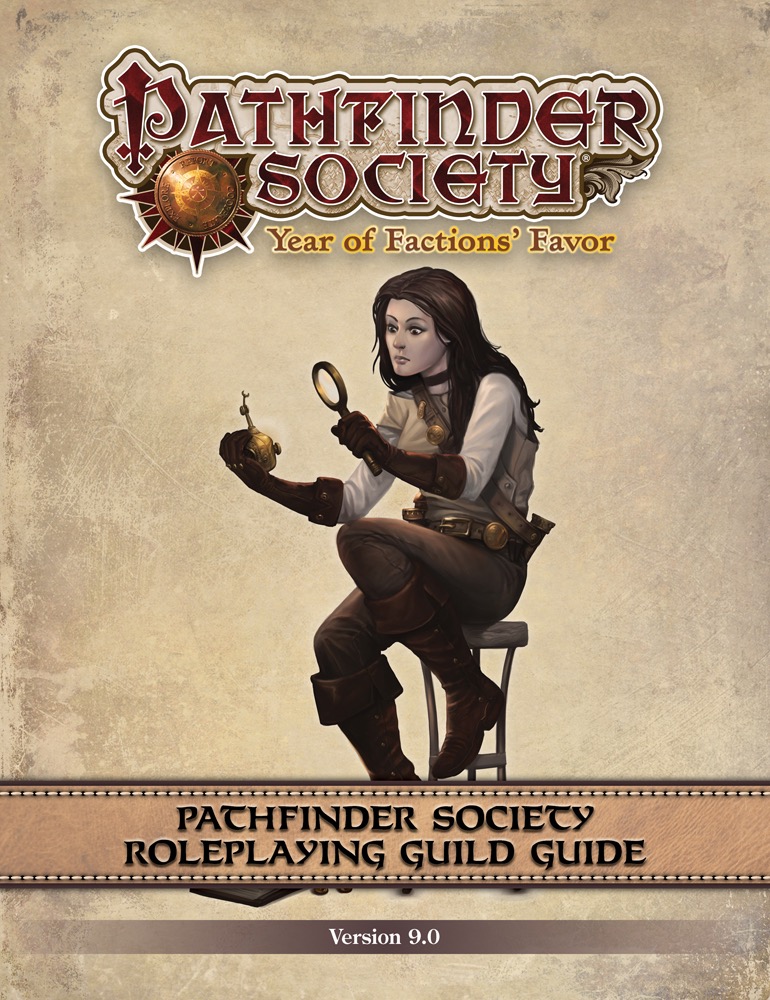 PATHFINDER
SOCIETY®
Year of Factions' Favor
PATHFINDER SOCIETY
ROLEPLAYING GUILD GUIDE
Version 9.0